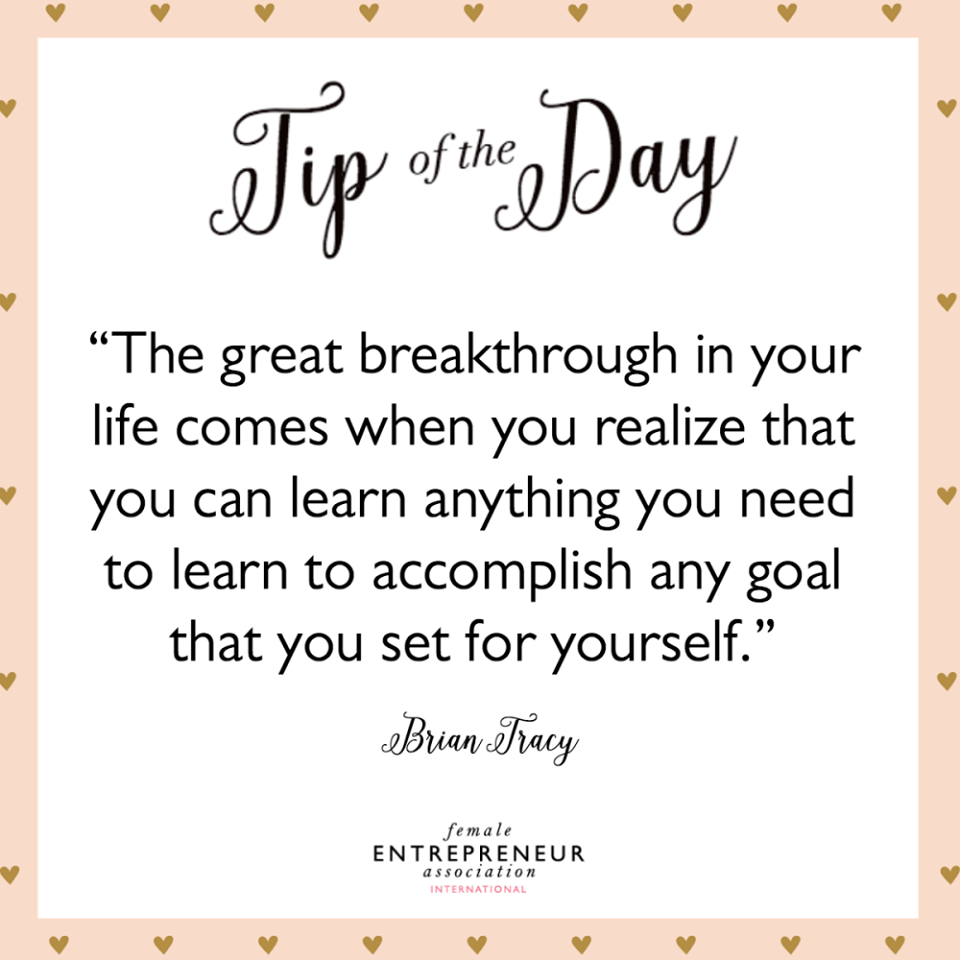 Tip of the Day
“The great breakthrough in your
life comes when you realize that
you can learn anything you need
to learn to accomplish any goal
that you set for yourself.”
Brian Tracy
female
ENTREPRENEUR
association
INTERNATIONAL